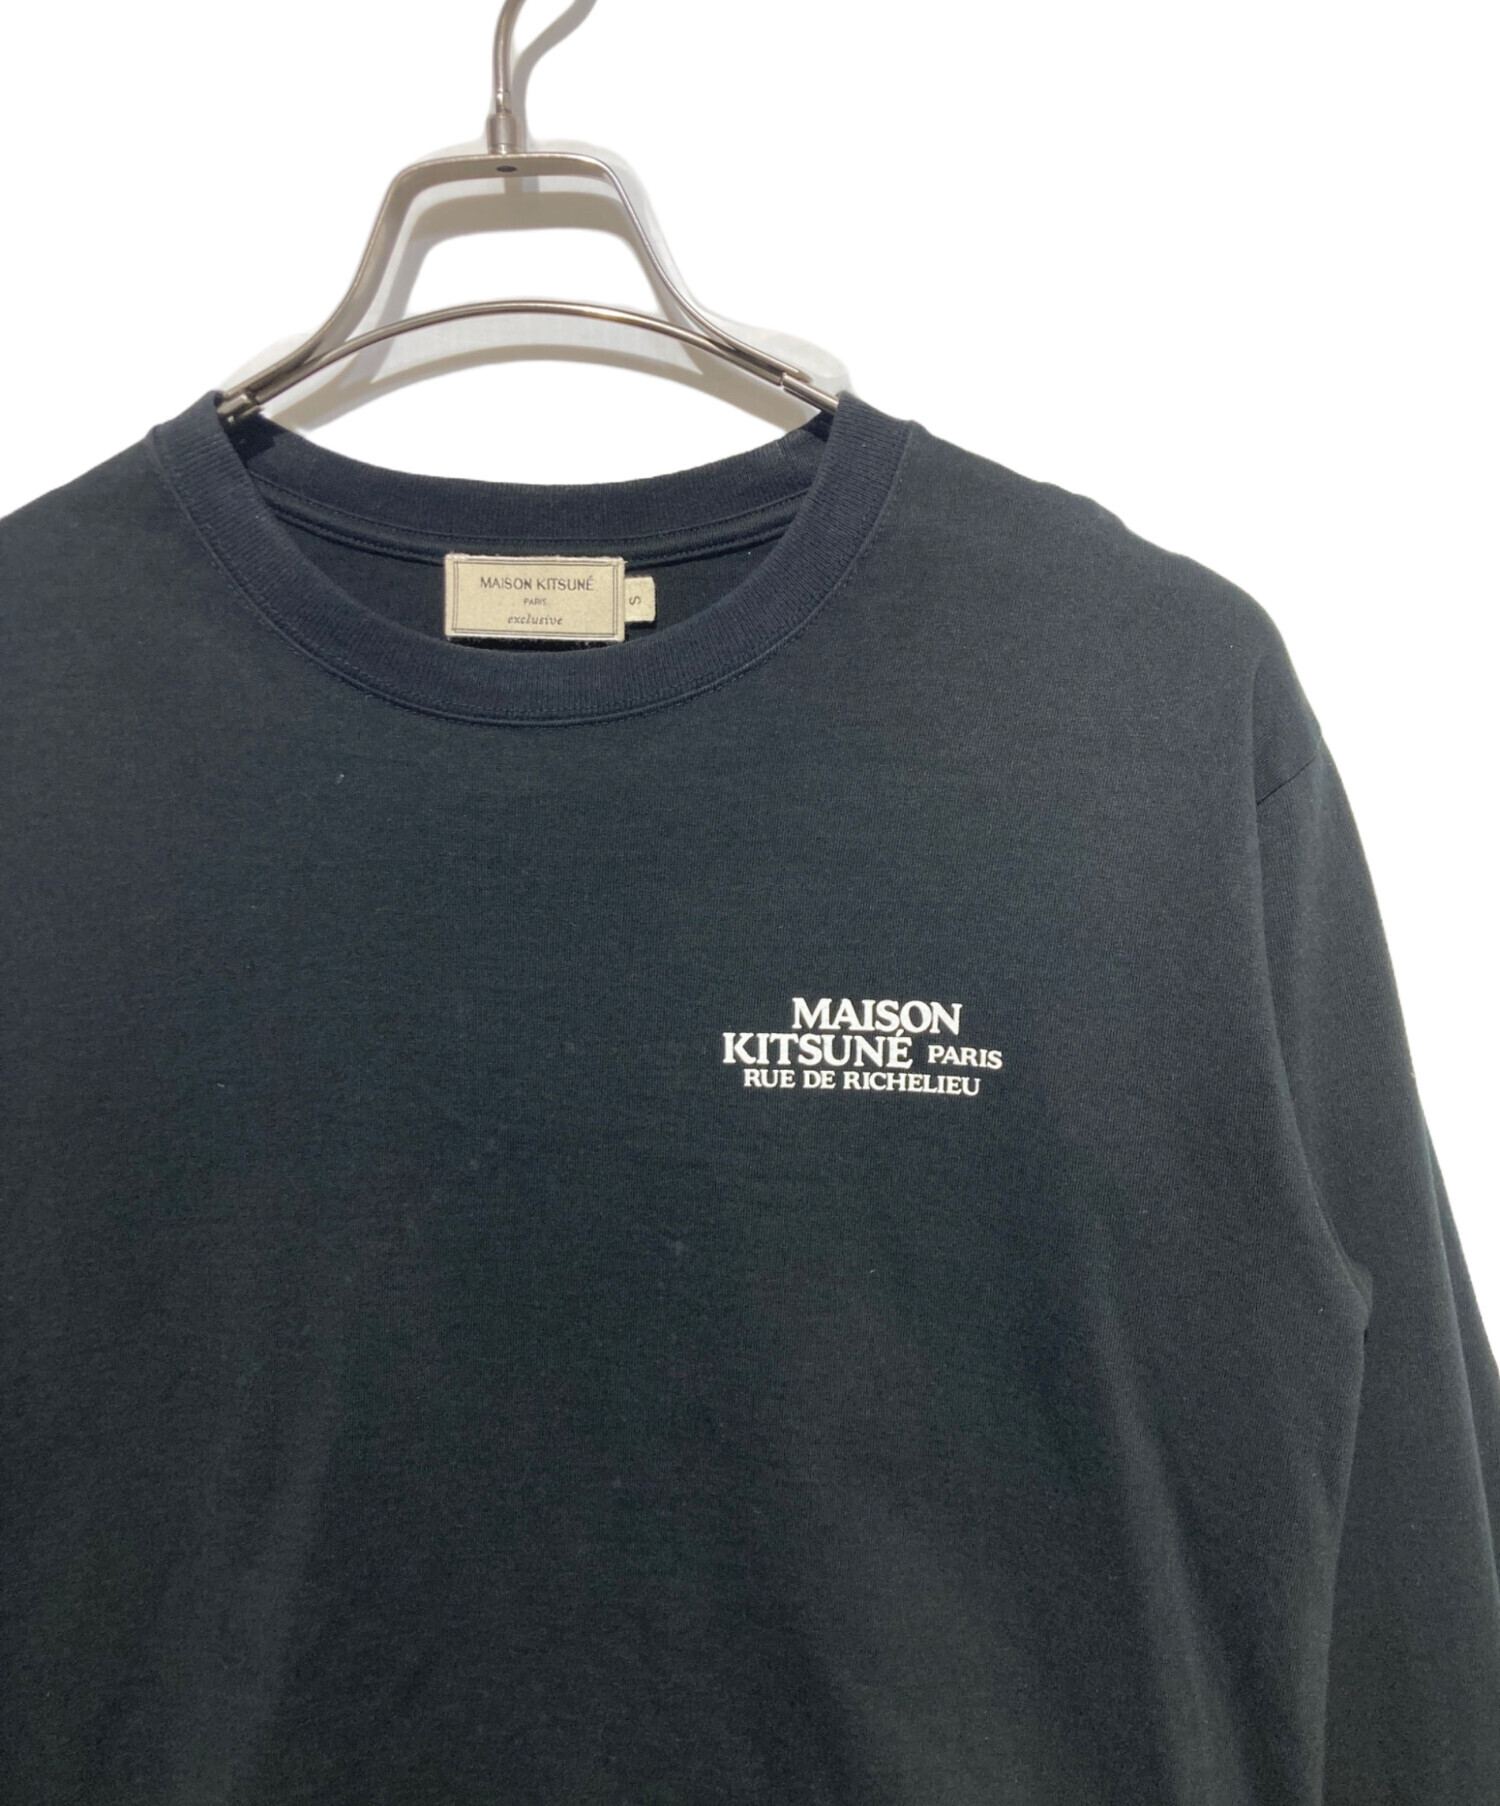 MAISON KITSUNÉ
PARIS
exclusive
S
MAISON
KITSUNÉ PARIS
RUE DE RICHELIEU